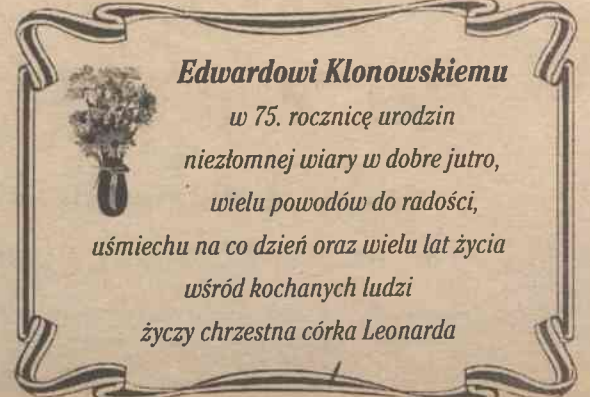 Edwardowi Klonowskiemu
w 75. rocznicę urodzin
niezłomnej wiary w dobre jutro,
wielu powodów do radości,
uśmiechu na co dzień oraz wielu lat życia
wśród kochanych ludzi
życzy chrzestna córka Leonarda